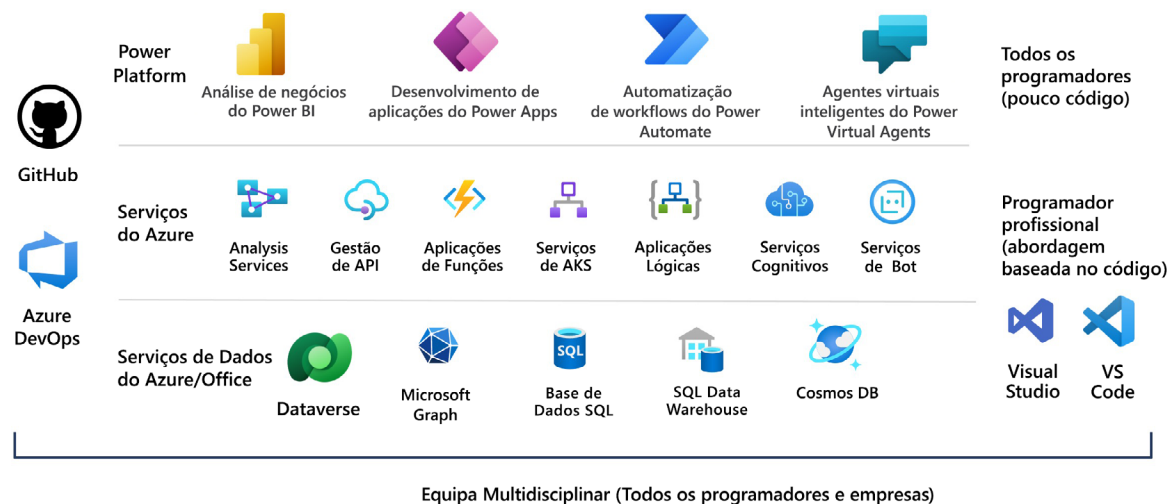 Power
Platform
Análise de negócios
do Power BI
Desenvolvimento de
aplicações do Power Apps
Automatização
de workflows do Power
Automate
Agentes virtuais
inteligentes do Power
Virtual Agents
Todos os
programadores
(pouco código)
GitHub
Azure
DevOps
Serviços
do Azure
Analysis
Services
Gestão
de API
Aplicações
de Funções
Serviços
de AKS
Aplicações
Lógicas
Serviços
Cognitivos
Serviços
de Bot
Programador
profissional
(abordagem
baseada no código)
Serviços de Dados
do Azure/Office
Dataverse
Microsoft
Graph
SQL
Base de
Dados SQL
SQL Data
Warehouse
Cosmos DB
Visual
Studio
VS
Code
Equipa Multidisciplinar (Todos os programadores e empresas)